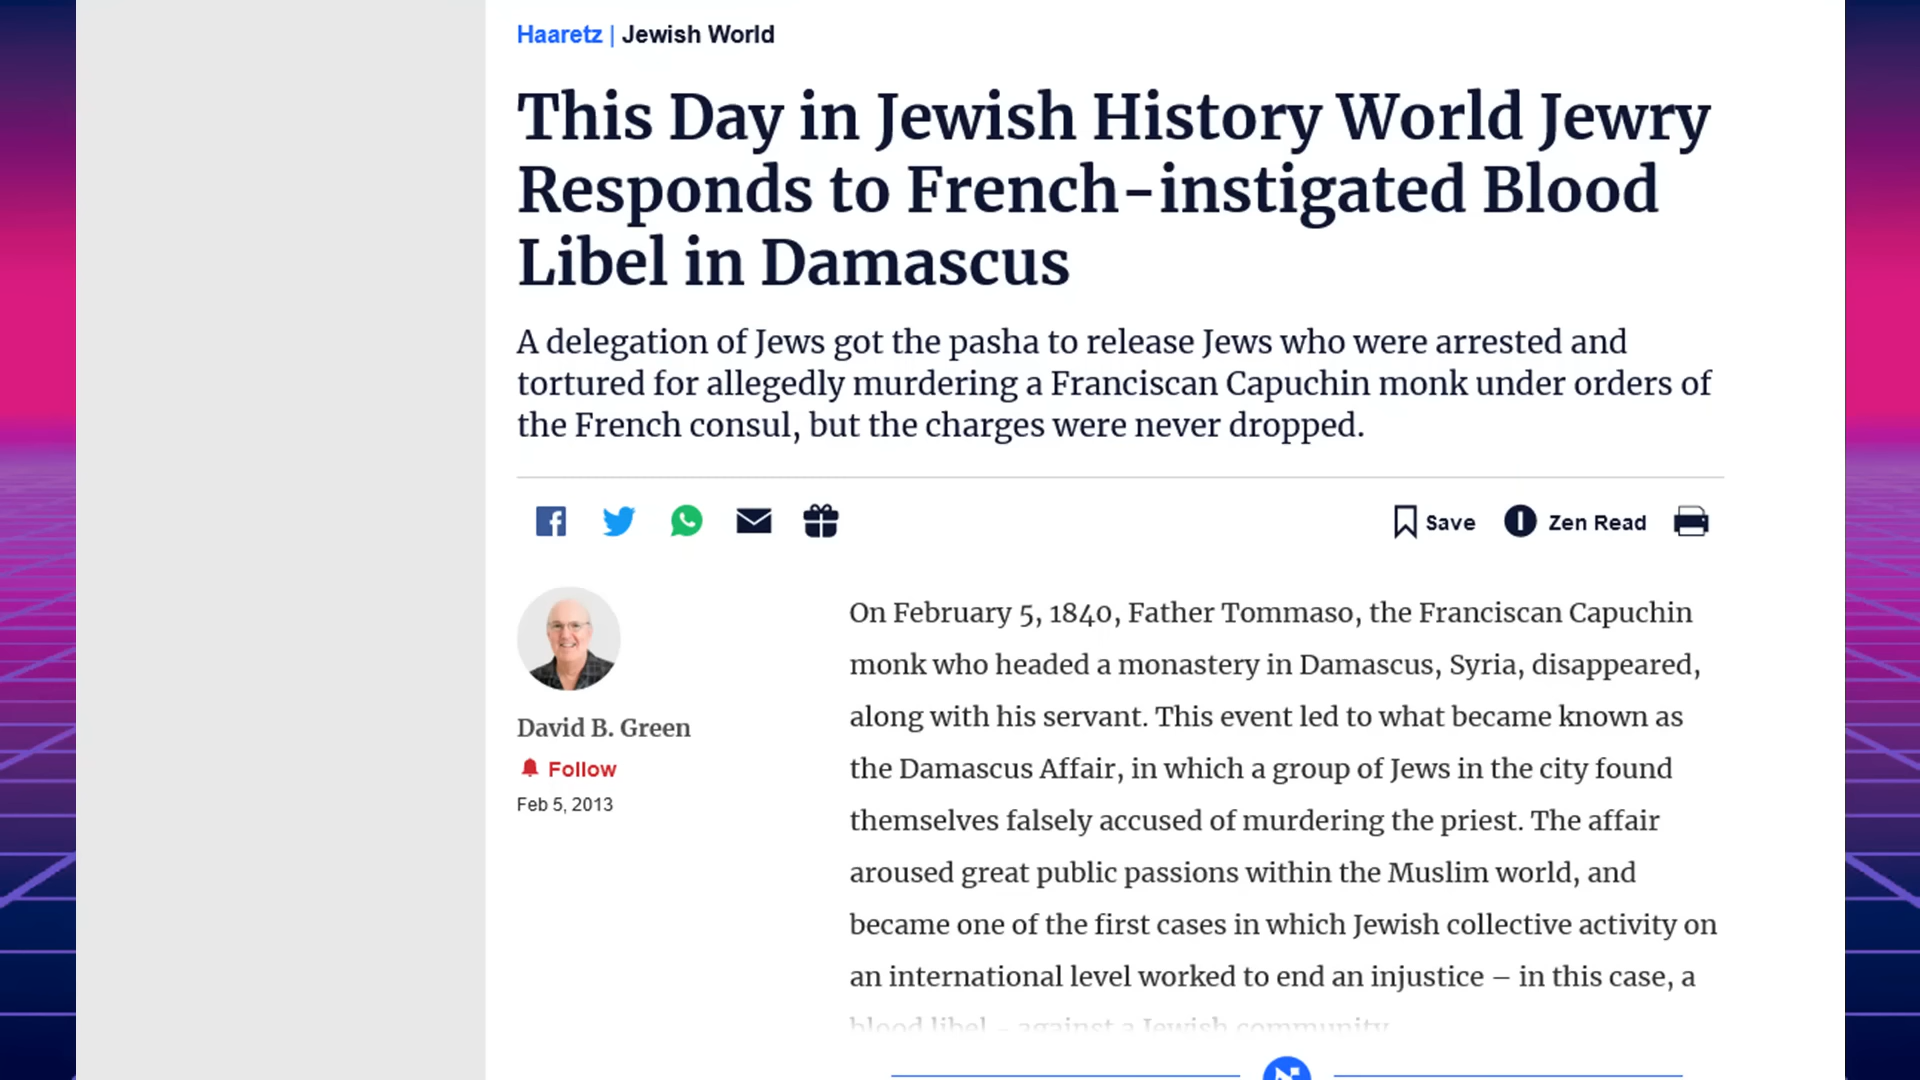 Haaretz | Jewish World
This Day in Jewish History World Jewry
Responds to French-instigated Blood
Libel in Damascus
A delegation of Jews got the pasha to release Jews who were arrested and
tortured for allegedly murdering a Franciscan Capuchin monk under orders of
the French consul, but the charges were never dropped.
Save Zen Read
David B. Green
Follow
Feb 5, 2013
On February 5, 1840, Father Tommaso, the Franciscan Capuchin
monk who headed a monastery in Damascus, Syria, disappeared,
along with his servant. This event led to what became known as
the Damascus Affair, in which a group of Jews in the city found
themselves falsely accused of murdering the priest. The affair
aroused great public passions within the Muslim world, and
became one of the first cases in which Jewish collective activity on
an international level worked to end an injustice – in this case, a
blood libel - against a Jewish community.